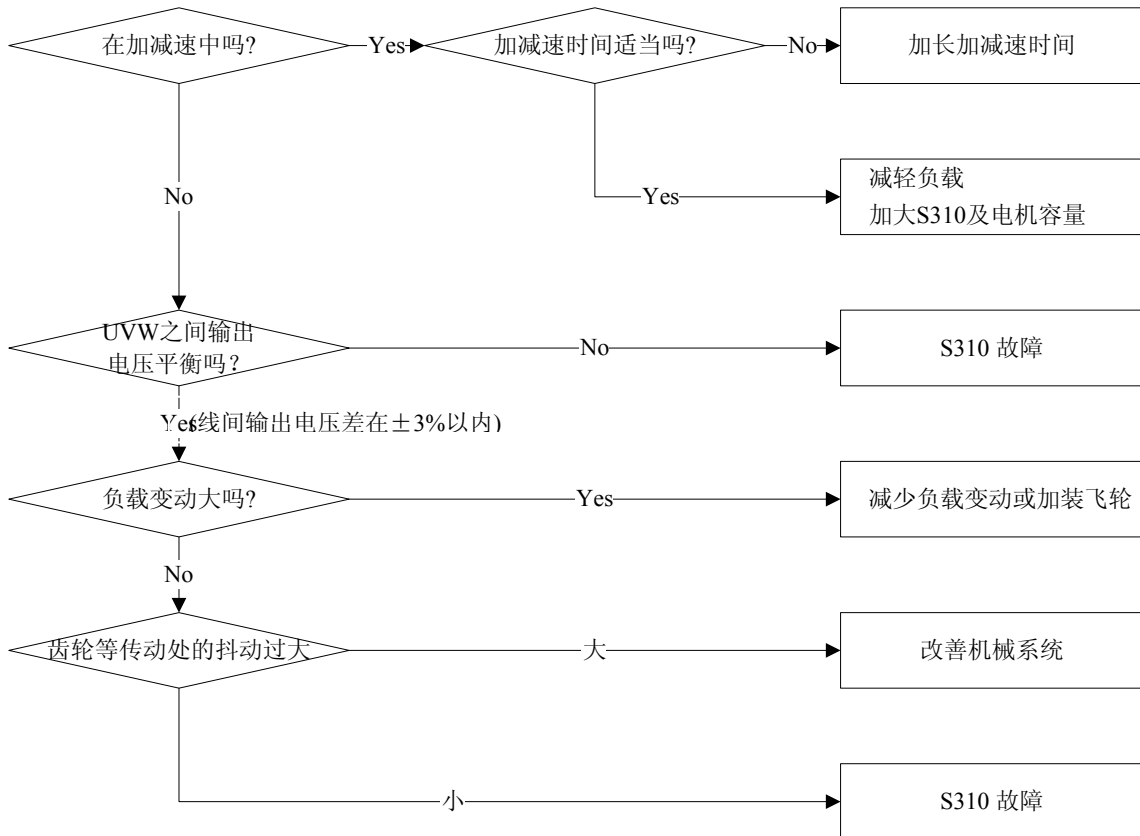 在加减速中吗?
Yes
加减速时间适当吗?
No
加长加减速时间
No
Yes
减轻负载
加大S310及电机容量
UVW之间输出
电压平衡吗?
No
S310 故障
Yes(线间输出电压差在±3%以内)
负载变动大吗?
Yes
减少负载变动或加装飞轮
No
齿轮等传动处的抖动过大
大
改善机械系统
小
S310 故障